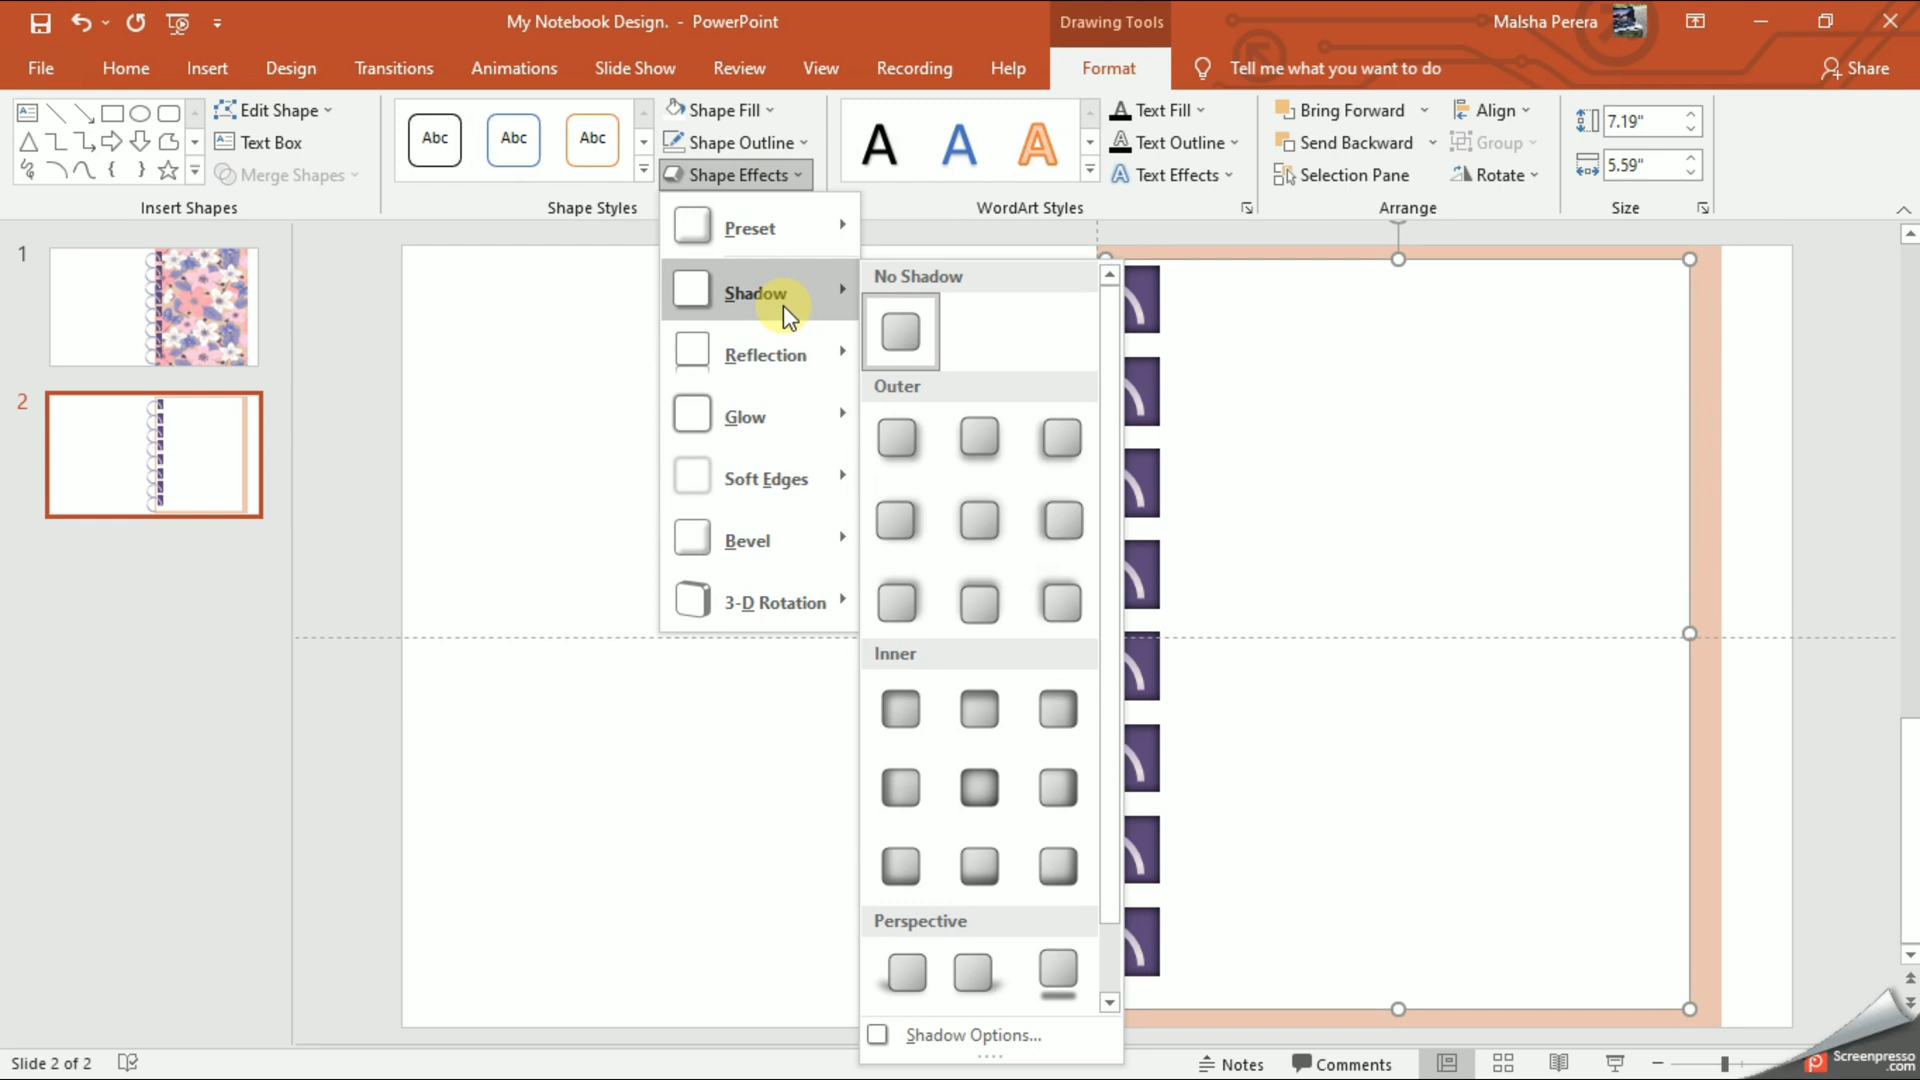 My Notebook Design. - PowerPoint
Drawing Tools
Malsha Perera
File
Home
Insert
Design
Transitions
Animations
Slide Show
Review
View
Recording
Help
Format
Tell me what you want to do
Share
Edit Shape
Text Box
Merge Shapes
Insert Shapes
Abc
Abc
Abc
Shape Fill
Shape Outline
Shape Effects
Shape Styles
A
A
A
Text Fill
Text Outline
Text Effects
WordArt Styles
Bring Forward
Send Backward
Selection Pane
Align
Group
Rotate
Arrange
7.19"
5.59"
Size
1
2
Preset
Shadow
Reflection
Glow
Soft Edges
Bevel
3-D Rotation
No Shadow
Outer
Inner
Perspective
Shadow Options...
Slide 2 of 2
Notes
Comments
Screenpresso
.com